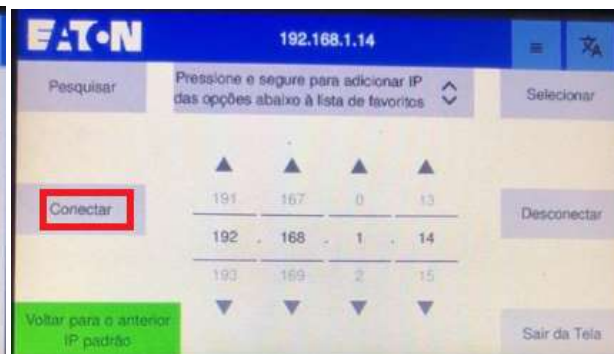 EATON
192.168.1.14
Pesquisar
Pressione e segure para adicionar IP
das opções abaixo à lista de favoritos
Selecionar
191 167 0 13
Conectar
192 . 168 . 1 . 14
Desconectar
193 169 2 15
Voltar para o anterior
IP padrão
Sair da Tela